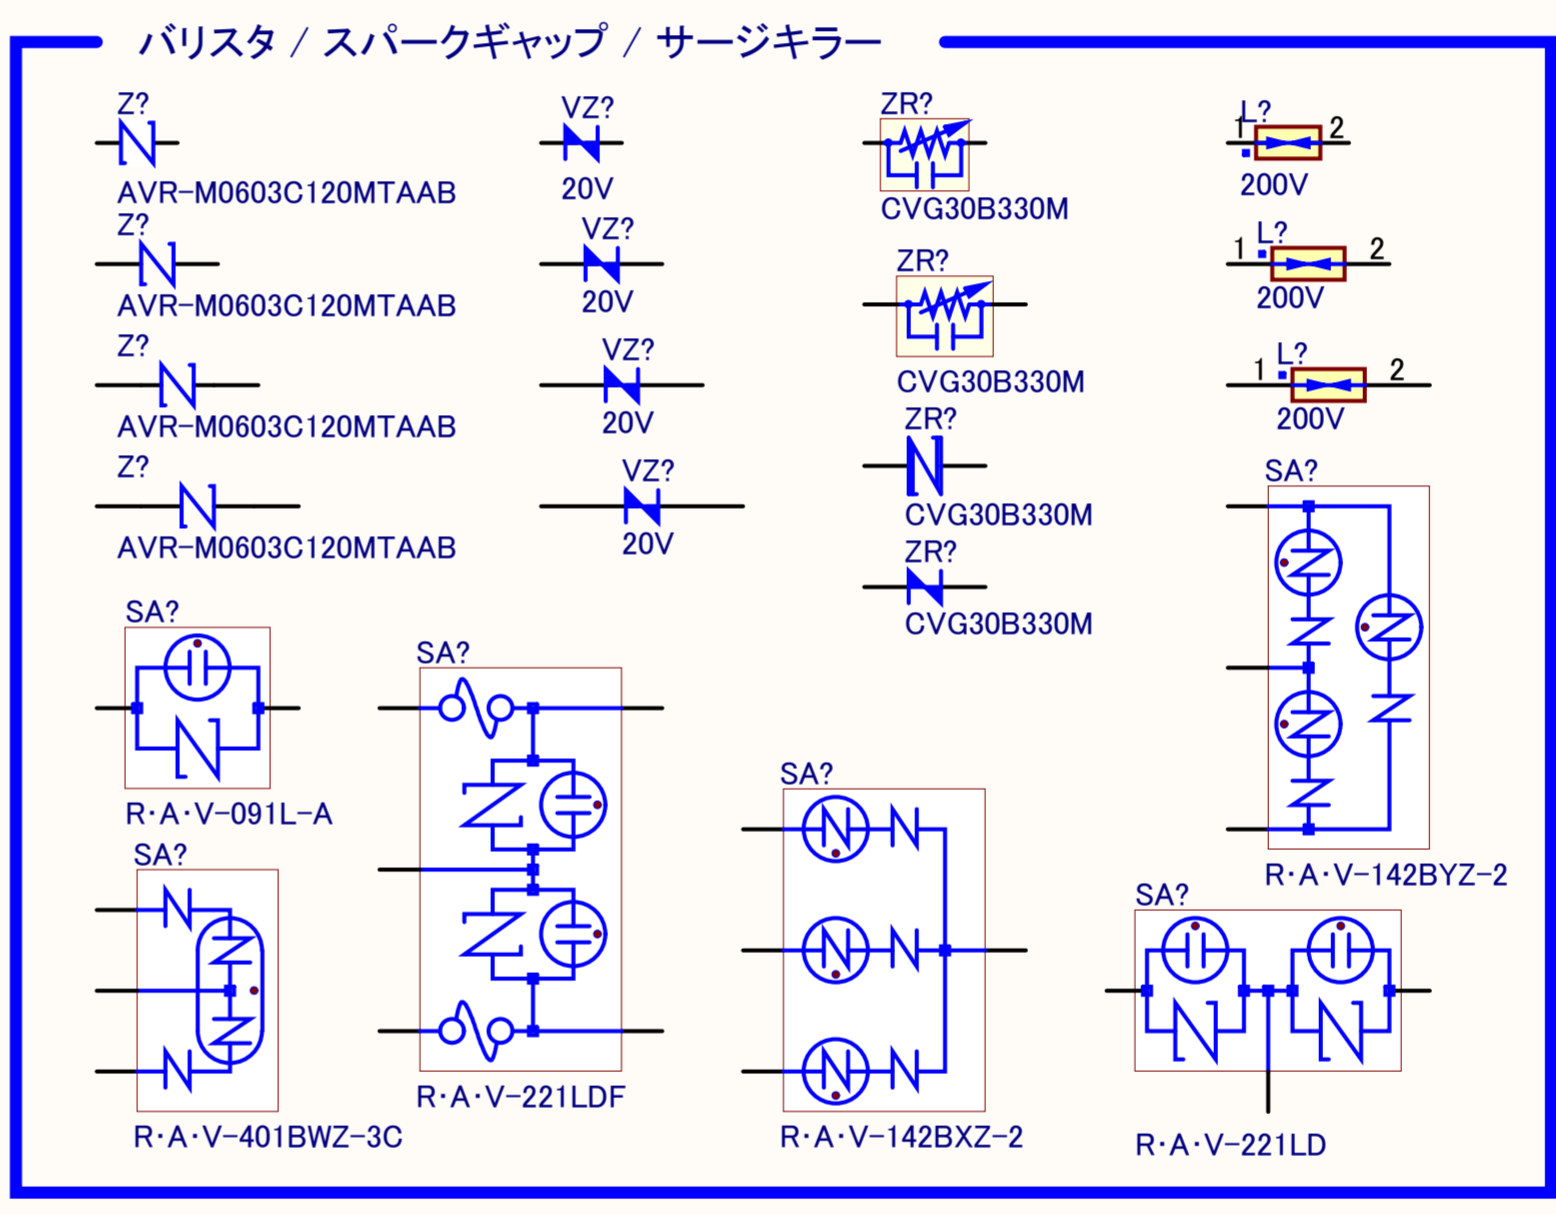 バリスタ / スパークギャップ / サージキラー
Z?
AVR-M0603C120MTAAB
Z?
AVR-M0603C120MTAAB
Z?
AVR-M0603C120MTAAB
Z?
AVR-M0603C120MTAAB
VZ?
20V
VZ?
20V
VZ?
20V
VZ?
20V
ZR?
CVG30B330M
ZR?
CVG30B330M
ZR?
CVG30B330M
ZR?
CVG30B330M
L?
1 2
200V
L?
1 2
200V
L?
1 2
200V
SA?
R·A·V-142BYZ-2
SA?
R·A·V-091L-A
SA?
R·A·V-401BWZ-3C
SA?
R·A·V-221LDF
SA?
R·A·V-142BXZ-2
SA?
R·A·V-221LD